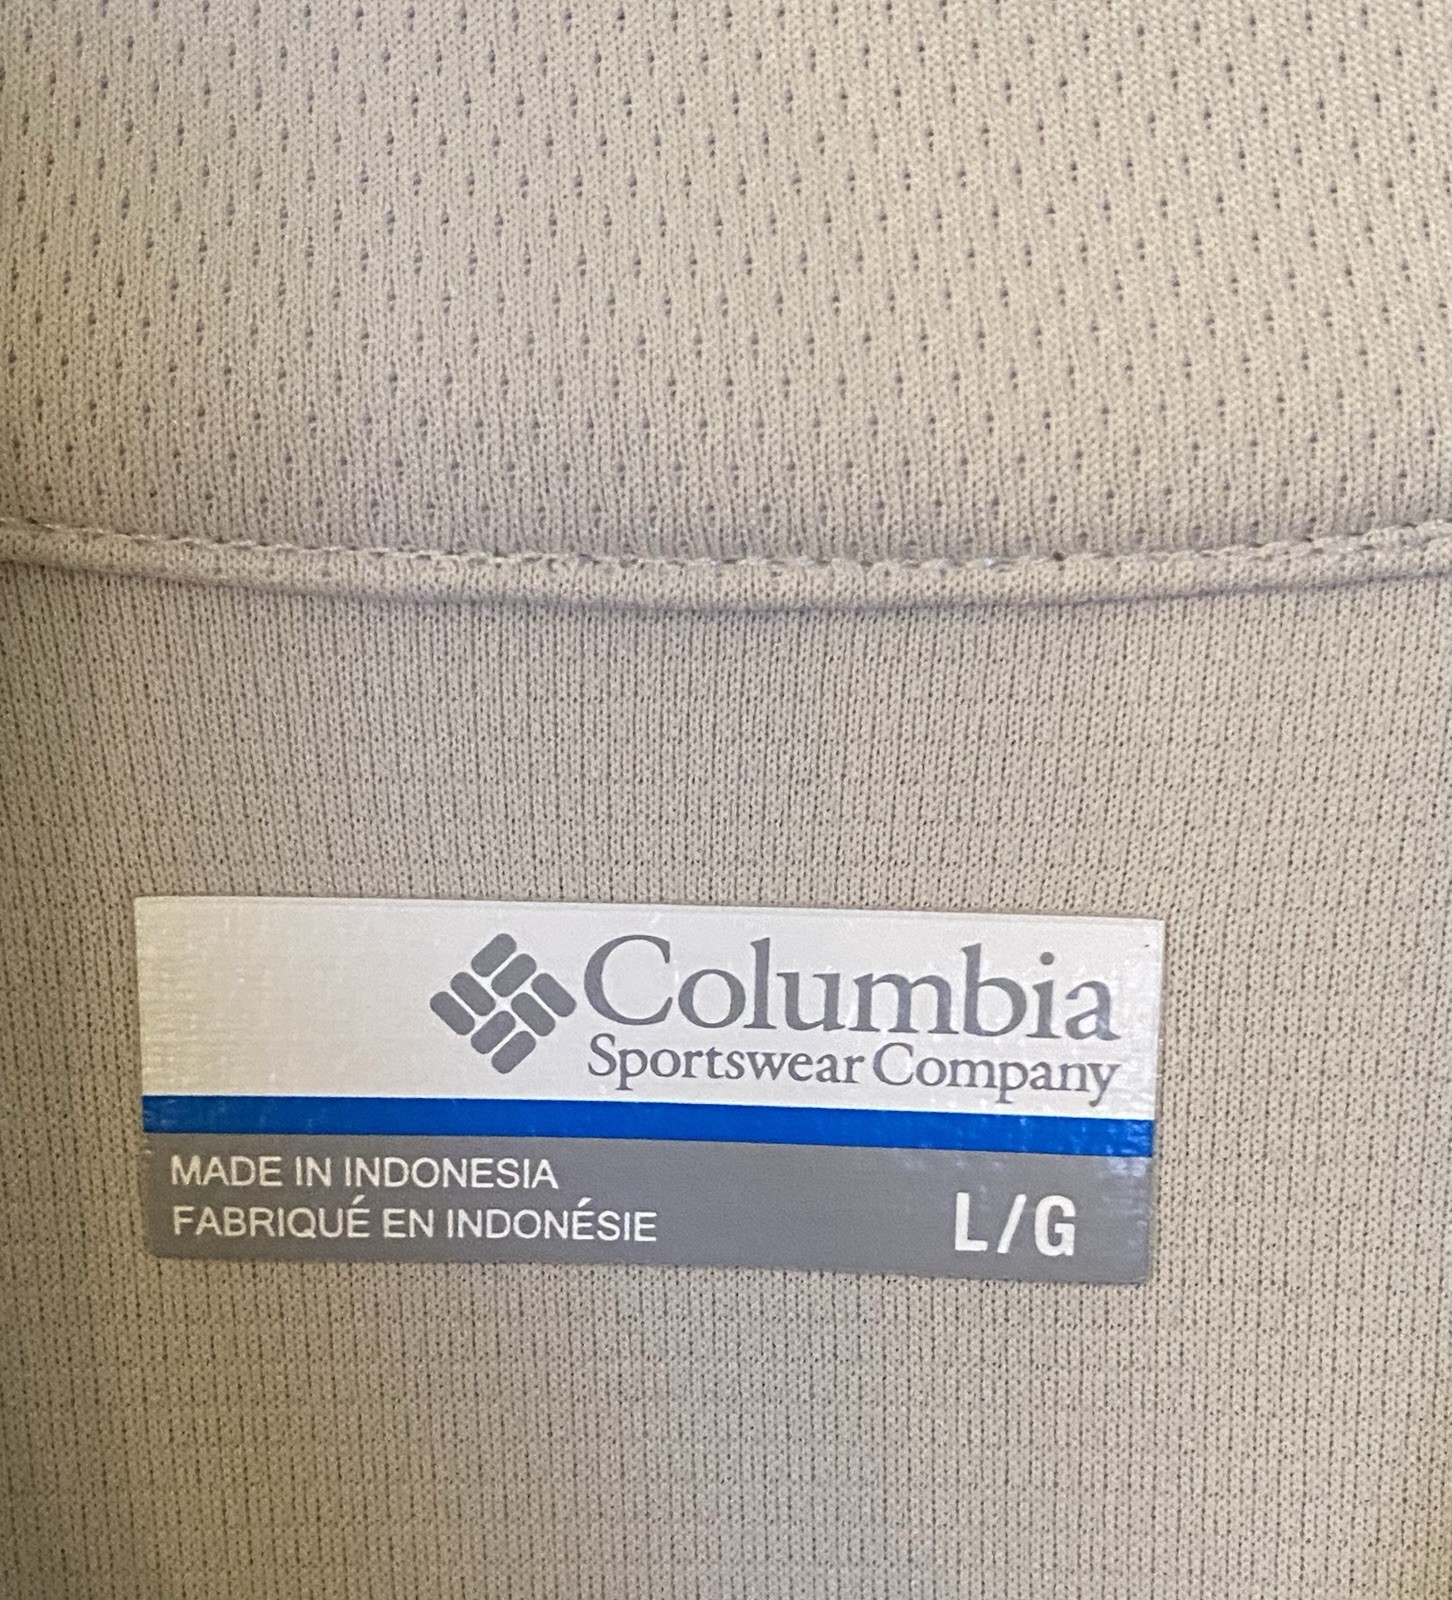 Columbia
Sportswear Company
MADE IN INDONESIA
FABRIQUÉ EN INDONÉSIE
L/G